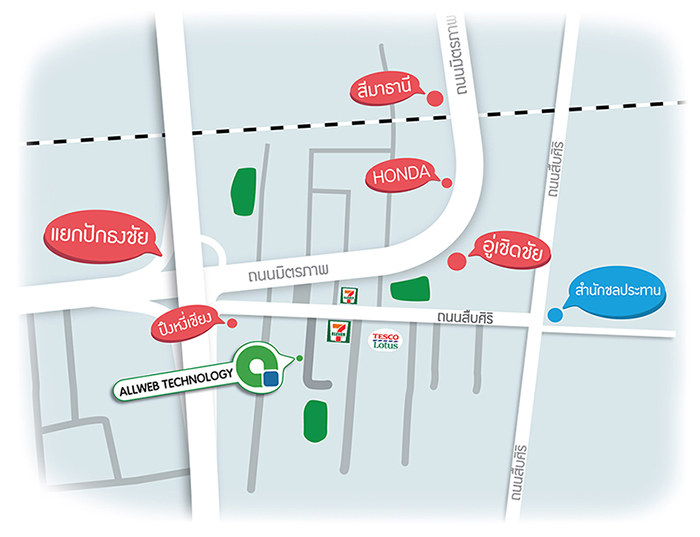 ถนนมิตรภาพ
สีมาธานี
HONDA
ถนนสืบศิริ
แยกปักธงชัย
อู่เชิดชัย
ถนนมิตรภาพ
สำนักชลประทาน
7
ELEVEN
ปึงหงี่เชียง
ถนนสืบศิริ
7
ELEVEN
TESCO
Lotus
ALLWEB TECHNOLOGY
ถนนสืบศิริ